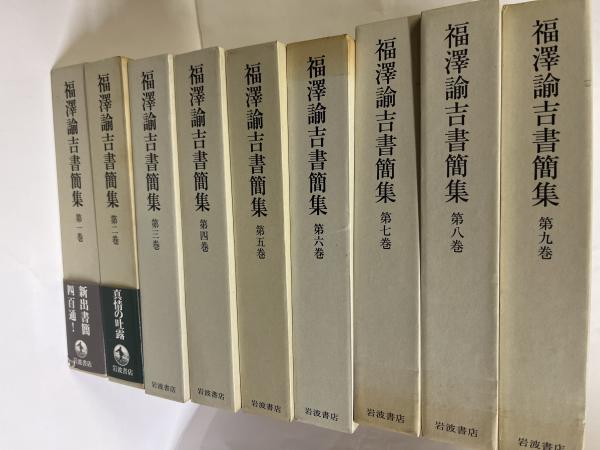 福澤諭吉書簡集 第一巻
新出書簡
四百通！
岩波書店
福澤諭吉書簡集 第二巻
真情の吐露
岩波書店
福澤諭吉書簡集 第三巻
岩波書店
福澤諭吉書簡集 第四巻
岩波書店
福澤諭吉書簡集 第五巻
岩波書店
福澤諭吉書簡集 第六巻
岩波書店
福澤諭吉書簡集 第七巻
岩波書店
福澤諭吉書簡集 第八巻
岩波書店
福澤諭吉書簡集 第九巻
岩波書店